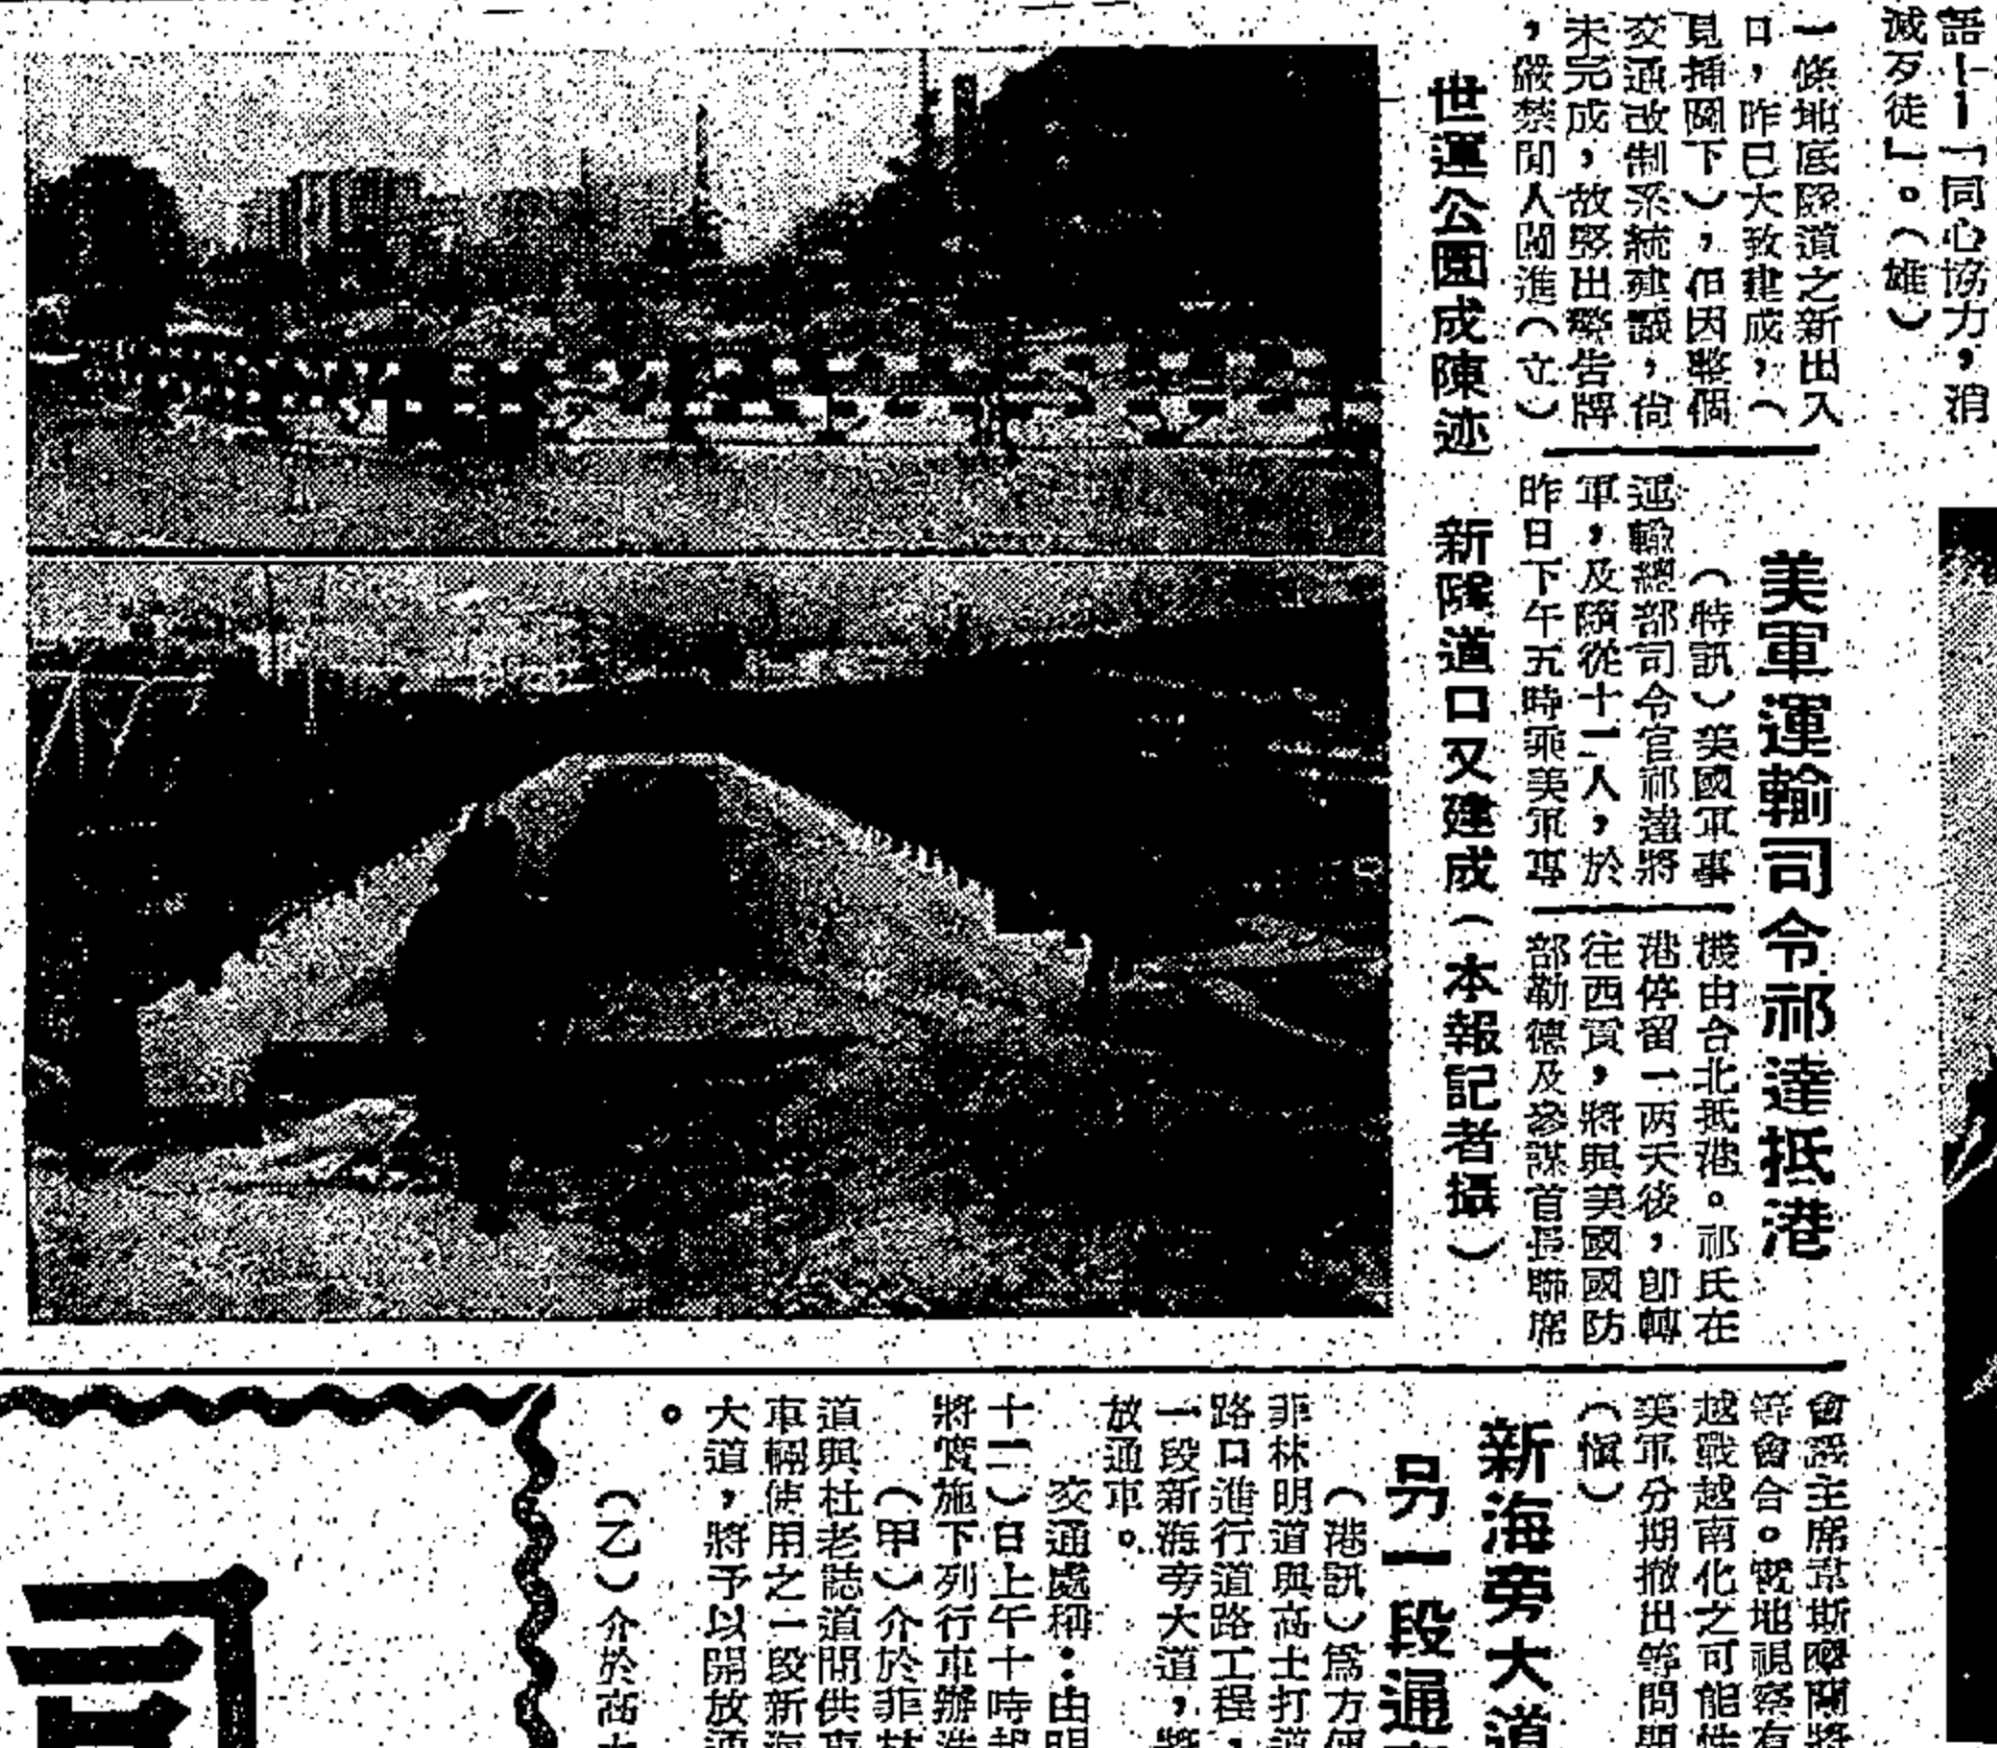 語——「同心協力，消
滅歹徒」。（雄）
一條地底隧道之新出入
口，昨已大致建成，（
見插圖下），但因整個
交通改制系統建設，尚
未完成，故竪出警告牌
，嚴禁閒人闖進（立）
世運公園成陳迹　新隧道口又建成（本報記者攝）
美軍運輸司令祁達抵港
（特訊）美國軍事
運輸總部司令官祁達將
軍，及隨從十二人，於
昨日下午五時乘美軍專
機由台北抵港。祁氏在
港停留一兩天後，卽轉
往西貢，將與美國國防
部勒德及參謀首長聯席
會議主席韋斯 將
等會合。 地視察有
越戰越南化之可能性
美軍分期撤出等問題
（愼）
新海旁大道
另一段通
（港訊）爲方便
菲林明道與高士打道
路口進行道路工程，
一段新海旁大道，將
放通車。
交通處稱：由明
十二）日上午十時起
將實施下列行車辦法
（甲）介於菲林
道與杜老誌道間供東
車輛使用之一段新海
大道，將予以開放通
。
（乙）介於高
司